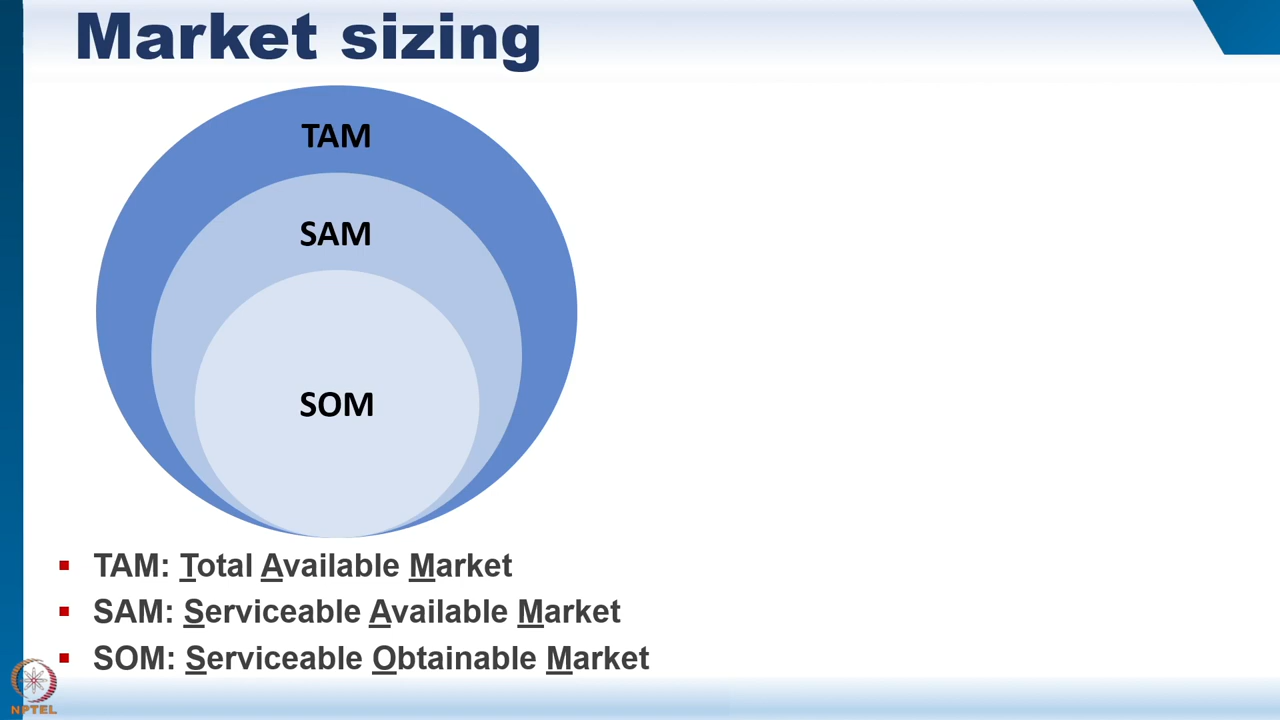 Market sizing
TAM
SAM
SOM
▪ TAM: Total Available Market
▪ SAM: Serviceable Available Market
▪ SOM: Serviceable Obtainable Market
NPTEL